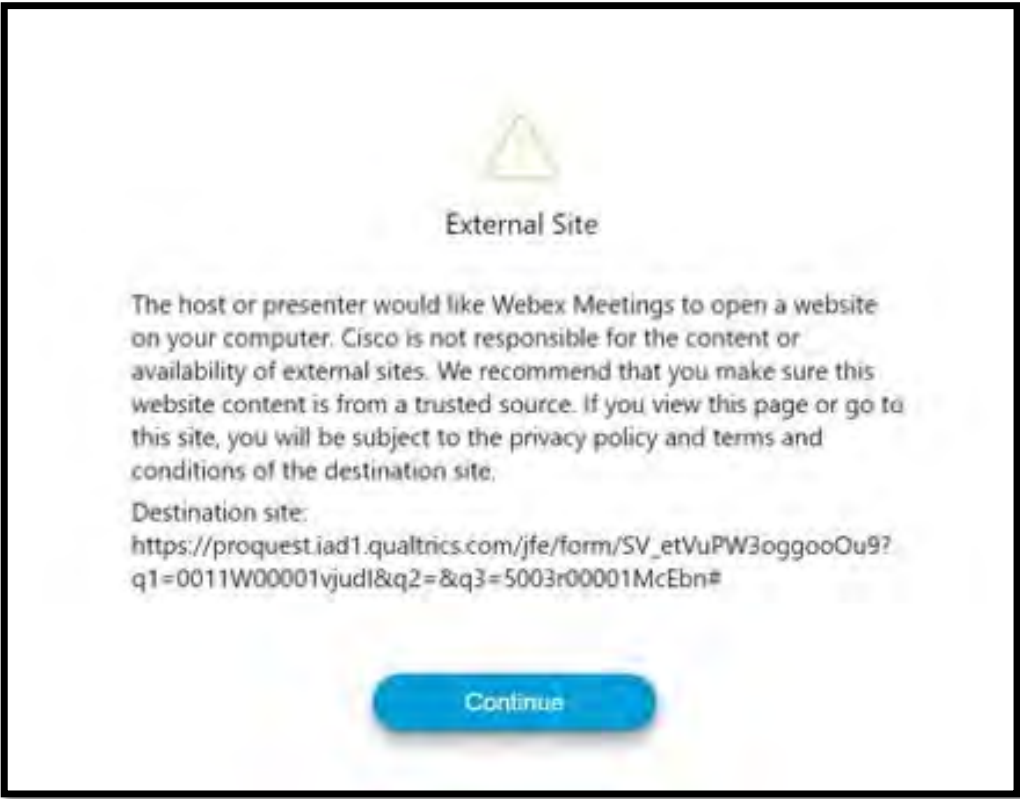 External Site
The host or presenter would like Webex Meetings to open a website
on your computer. Cisco is not responsible for the content or
availability of external sites. We recommend that you make sure this
website content is from a trusted source. If you view this page or go to
this site, you will be subject to the privacy policy and terms and
conditions of the destination site.
Destination site:
https://proquest.iad1.qualtrics.com/jfe/form/SV_etVuPW3oggooOu9?
q1=0011W00001vjudI&q2=&q3=5003r00001McEbn#
Continue